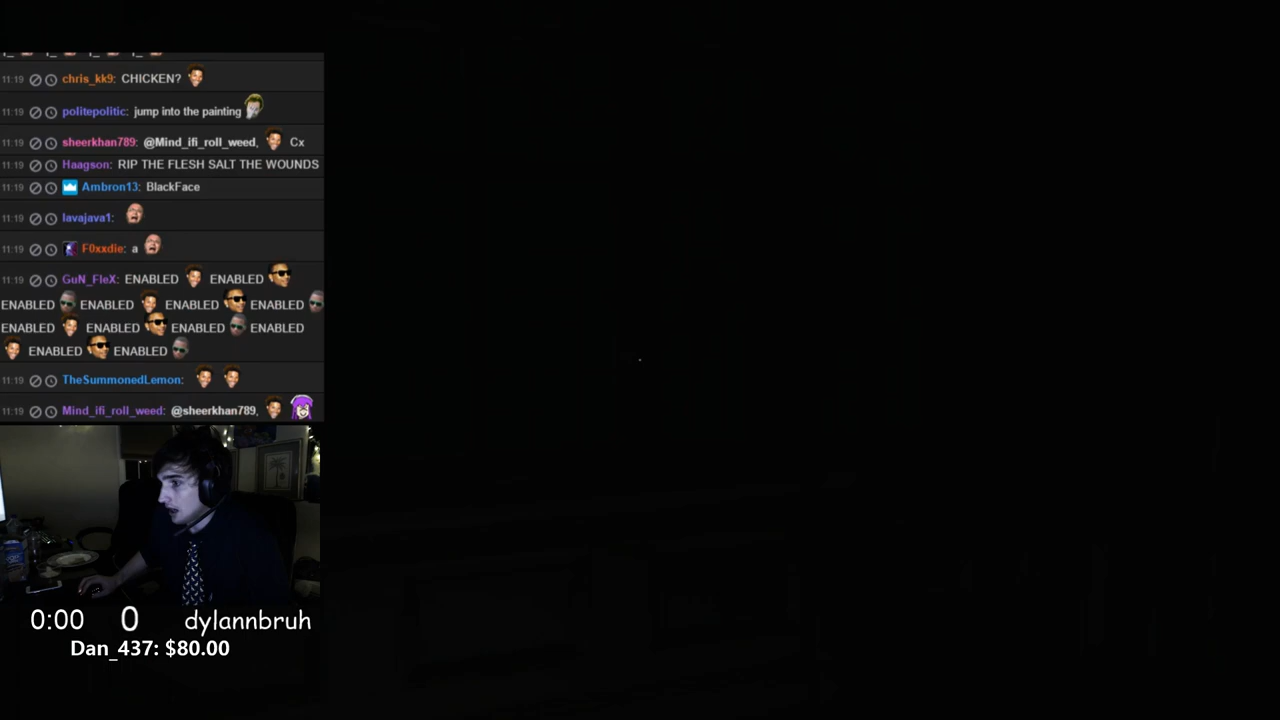 11:19 chris_kk9: CHICKEN?
11:19 politepolitic: jump into the painting
11:19 sheerkhan789: @Mind_ifi_roll_weed, Cx
11:19 Haagson: RIP THE FLESH SALT THE WOUNDS
11:19 Ambron13: BlackFace
11:19 lavajava1:
11:19 F0xxdie: a
11:19 GuN_FleX: ENABLED ENABLED
ENABLED ENABLED ENABLED ENABLED
ENABLED ENABLED ENABLED ENABLED
ENABLED ENABLED
11:19 TheSummonedLemon:
11:19 Mind_ifi_roll_weed: @sheerkhan789,
0:00 0 dylannbruh
Dan_437: $80.00